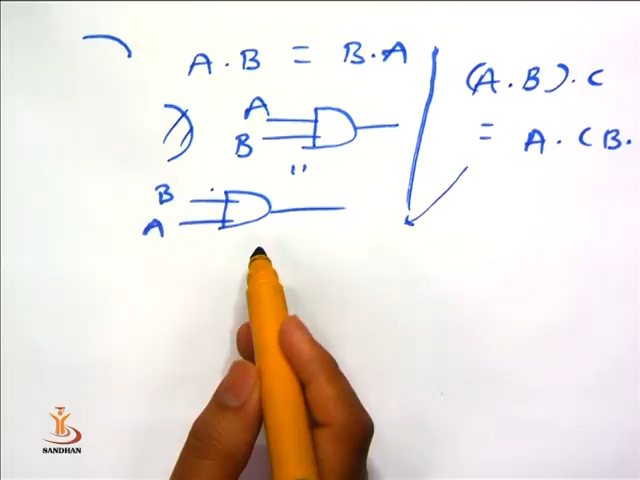 A.B = B.A
A
B
"
B
A
(A.B).C
= A.(B.
SANDHAN